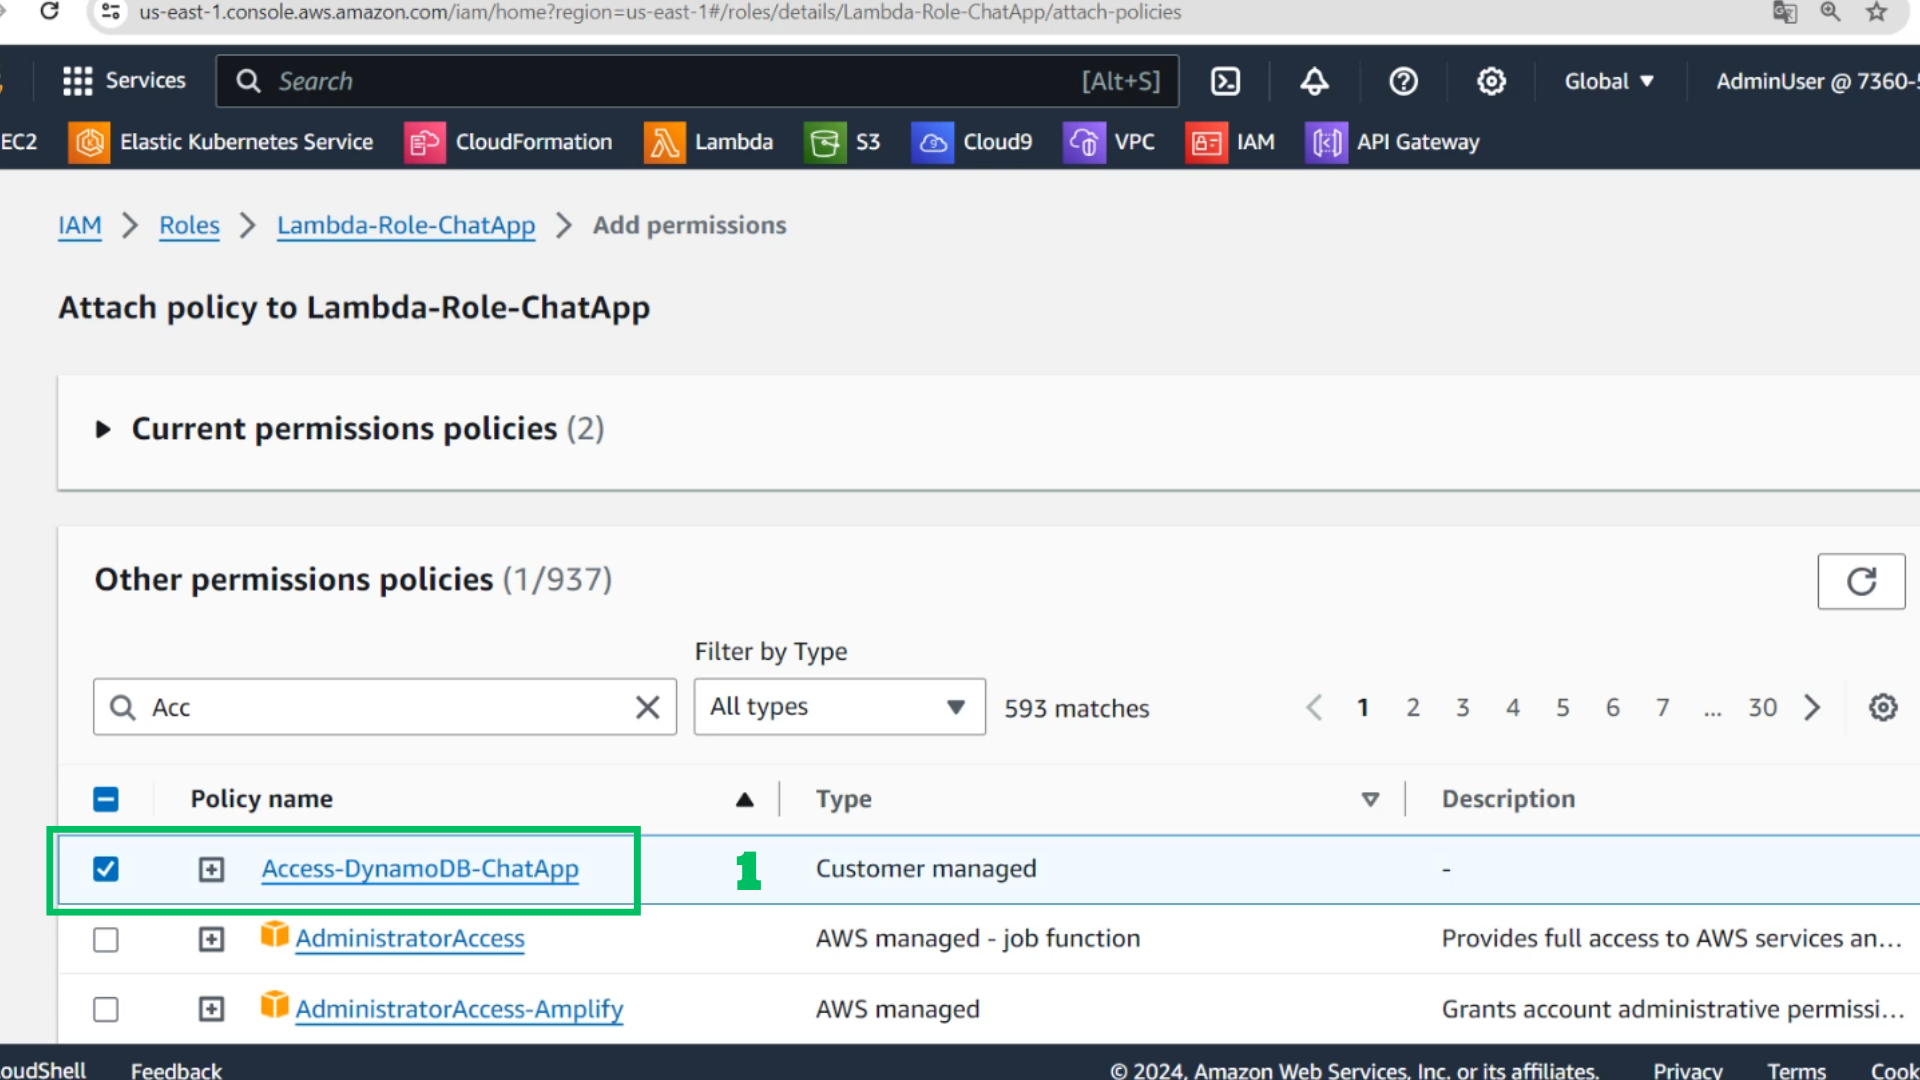 us-east-1.console.aws.amazon.com/iam/home?region=us-east-1#/roles/details/Lambda-Role-ChatApp/attach-policies
Services Search [Alt+S] Global AdminUser @ 7360-5
EC2 Elastic Kubernetes Service CloudFormation Lambda S3 Cloud9 VPC IAM API Gateway
IAM Roles Lambda-Role-ChatApp Add permissions
Attach policy to Lambda-Role-ChatApp
Current permissions policies (2)
Other permissions policies (1/937)
Filter by Type
Acc All types 593 matches 1 2 3 4 5 6 7 ... 30
Policy name Type Description
Access-DynamoDB-ChatApp 1 Customer managed -
AdministratorAccess AWS managed - job function Provides full access to AWS services an...
AdministratorAccess-Amplify AWS managed Grants account administrative permissi...
oudShell Feedback © 2024, Amazon Web Services, Inc. or its affiliates. Privacy Terms Cook